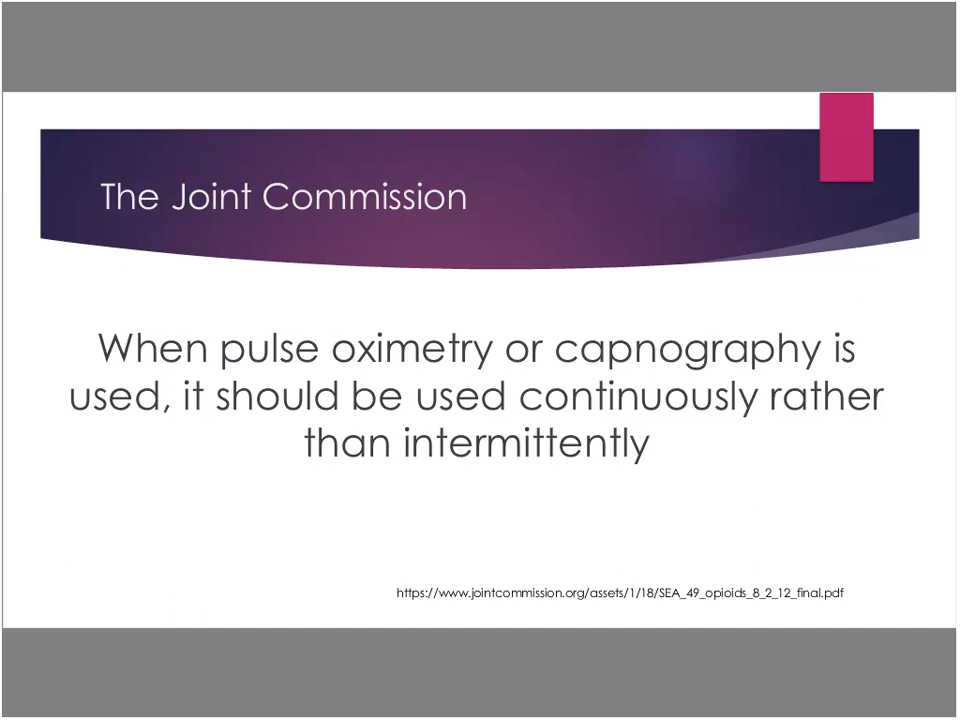 The Joint Commission
When pulse oximetry or capnography is
used, it should be used continuously rather
than intermittently
https://www.jointcommission.org/assets/1/18/SEA_49_opioids_8_2_12_final.pdf